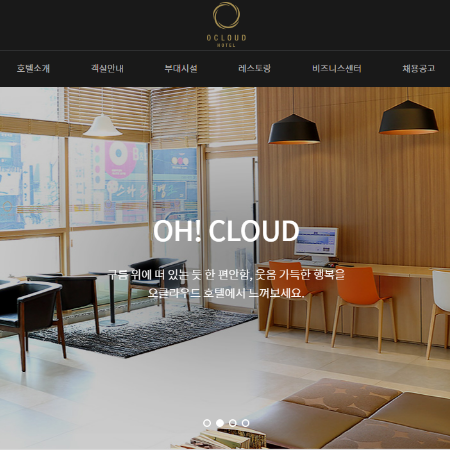 OCLOUD
HOTEL
호텔소개 객실안내 부대시설 레스토랑 비즈니스센터 채용공고
OH! CLOUD
구름 위에 떠 있는 듯 한 편안함, 웃음 가득한 행복을
오클라우드 호텔에서 느껴보세요.